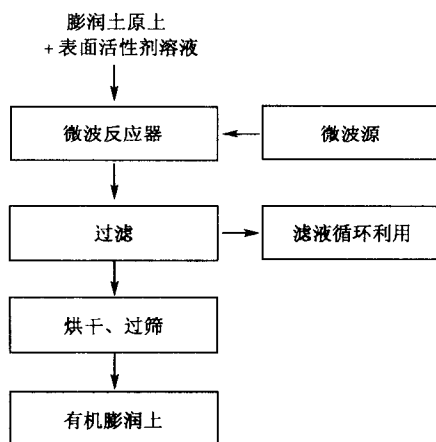 膨润土原上
+表面活性剂溶液
微波反应器
微波源
过滤
滤液循环利用
烘干、过筛
有机膨润上